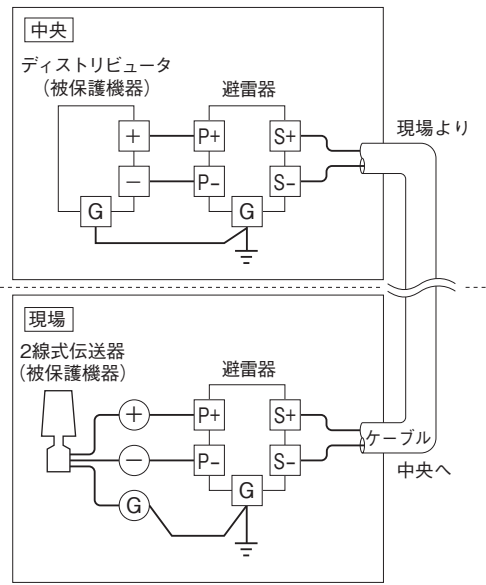 中央
ディストリビュータ
(被保護機器)
避雷器
+
P+
S+
−
P−
S−
G
G
現場より
現場
2線式伝送器
(被保護機器)
避雷器
+
P+
S+
−
P−
S−
G
G
ケーブル
中央へ